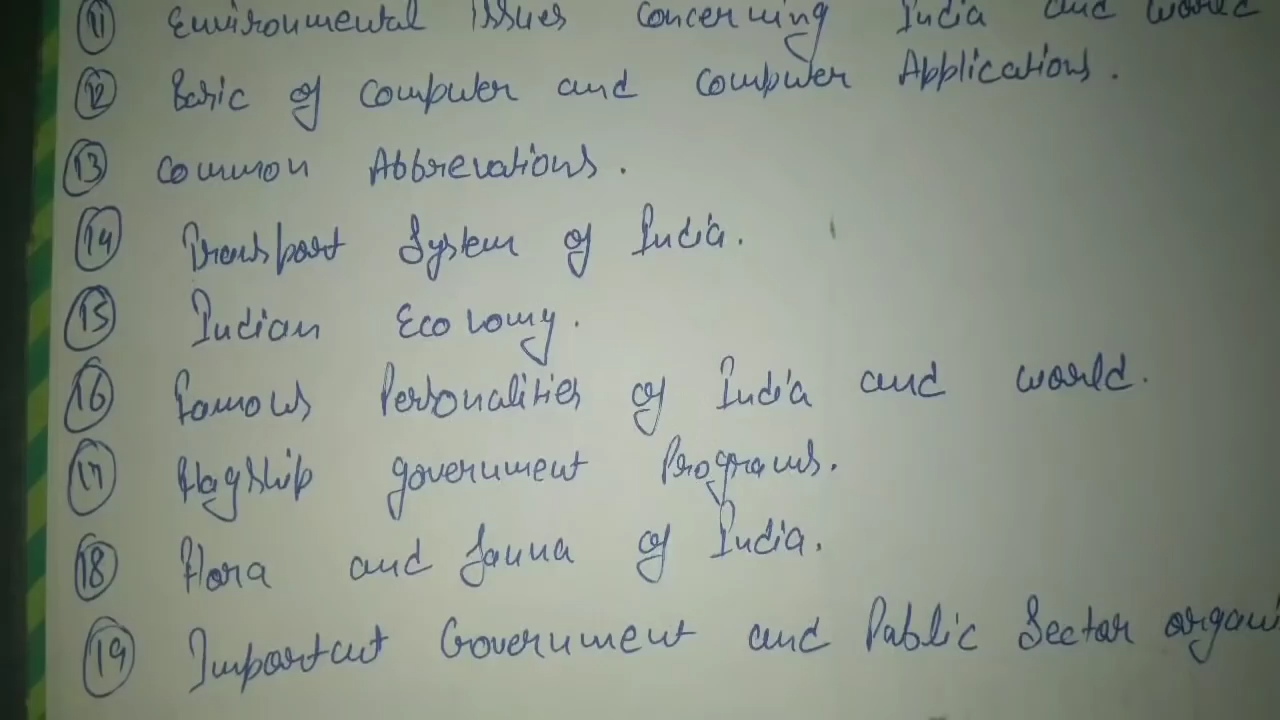 11 Environmental Issues Concerning India and world
12 Basic of computer and computer Applications.
13 Common Abbrevations.
14 Transport System of India.
15 Indian Economy.
16 Famous Personalities of India and world.
17 Flagship government Programs.
18 Flora and fauna of India.
19 Important Government and Public Sector organi